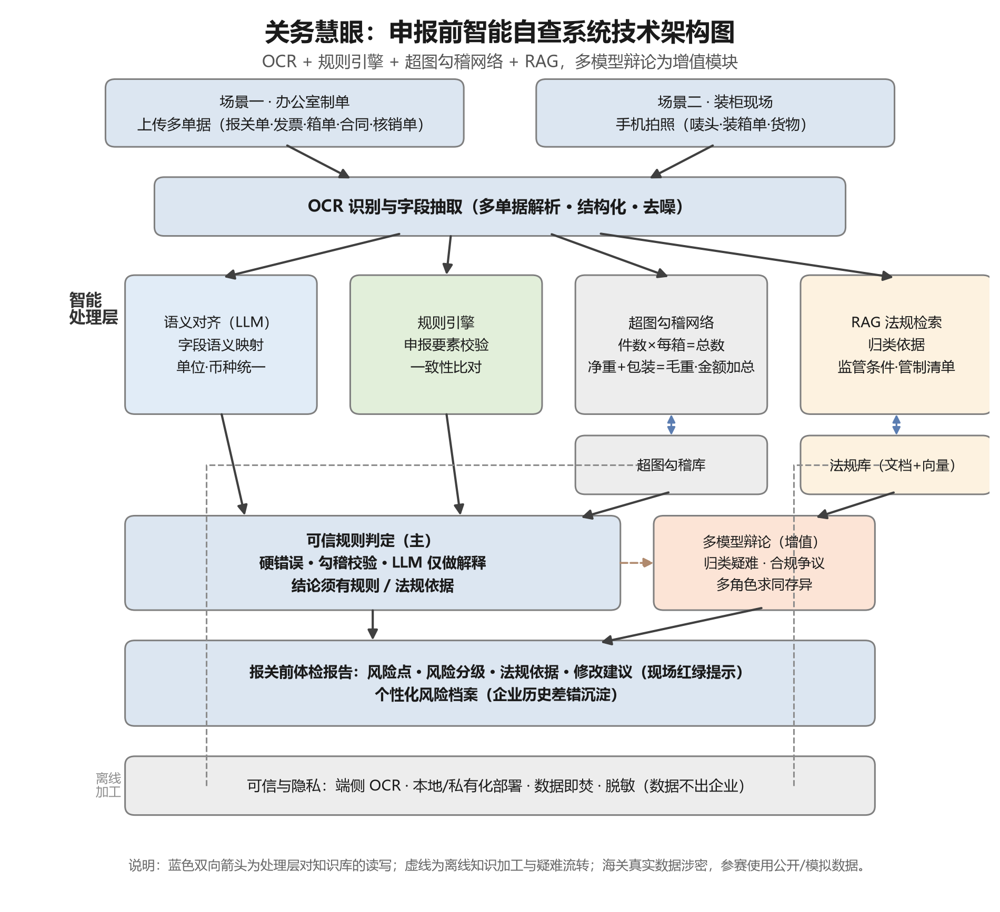 关务慧眼：申报前智能自查系统技术架构图
OCR + 规则引擎 + 超图勾稽网络 + RAG，多模型辩论为增值模块
场景一 · 办公室制单
上传多单据（报关单·发票·箱单·合同·核销单）
场景二 · 装柜现场
手机拍照（唛头·装箱单·货物）
OCR 识别与字段抽取（多单据解析 • 结构化 • 去噪）
智能
处理层
语义对齐（LLM）
字段语义映射
单位·币种统一
规则引擎
申报要素校验
一致性比对
超图勾稽网络
件数×每箱=总数
净重+包装=毛重·金额加总
RAG 法规检索
归类依据
监管条件·管制清单
超图勾稽库
法规库（文档+向量）
可信规则判定（主）
硬错误 • 勾稽校验 • LLM 仅做解释
结论须有规则 / 法规依据
多模型辩论（增值）
归类疑难 · 合规争议
多角色求同存异
报关前体检报告：风险点 • 风险分级 • 法规依据 • 修改建议（现场红绿提示）
个性化风险档案（企业历史差错沉淀）
离线
加工
可信与隐私：端侧 OCR · 本地/私有化部署 · 数据即焚 · 脱敏（数据不出企业）
说明：蓝色双向箭头为处理层对知识库的读写；虚线为离线知识加工与疑难流转；海关真实数据涉密，参赛使用公开/模拟数据。